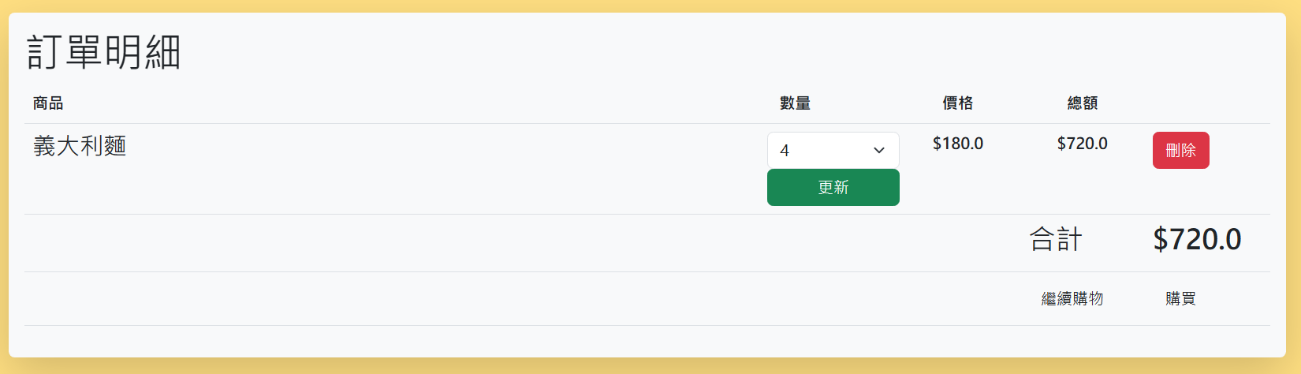 訂單明細
商品 數量 價格 總額
義大利麵 4 $180.0 $720.0 刪除
更新
合計 $720.0
繼續購物 購買